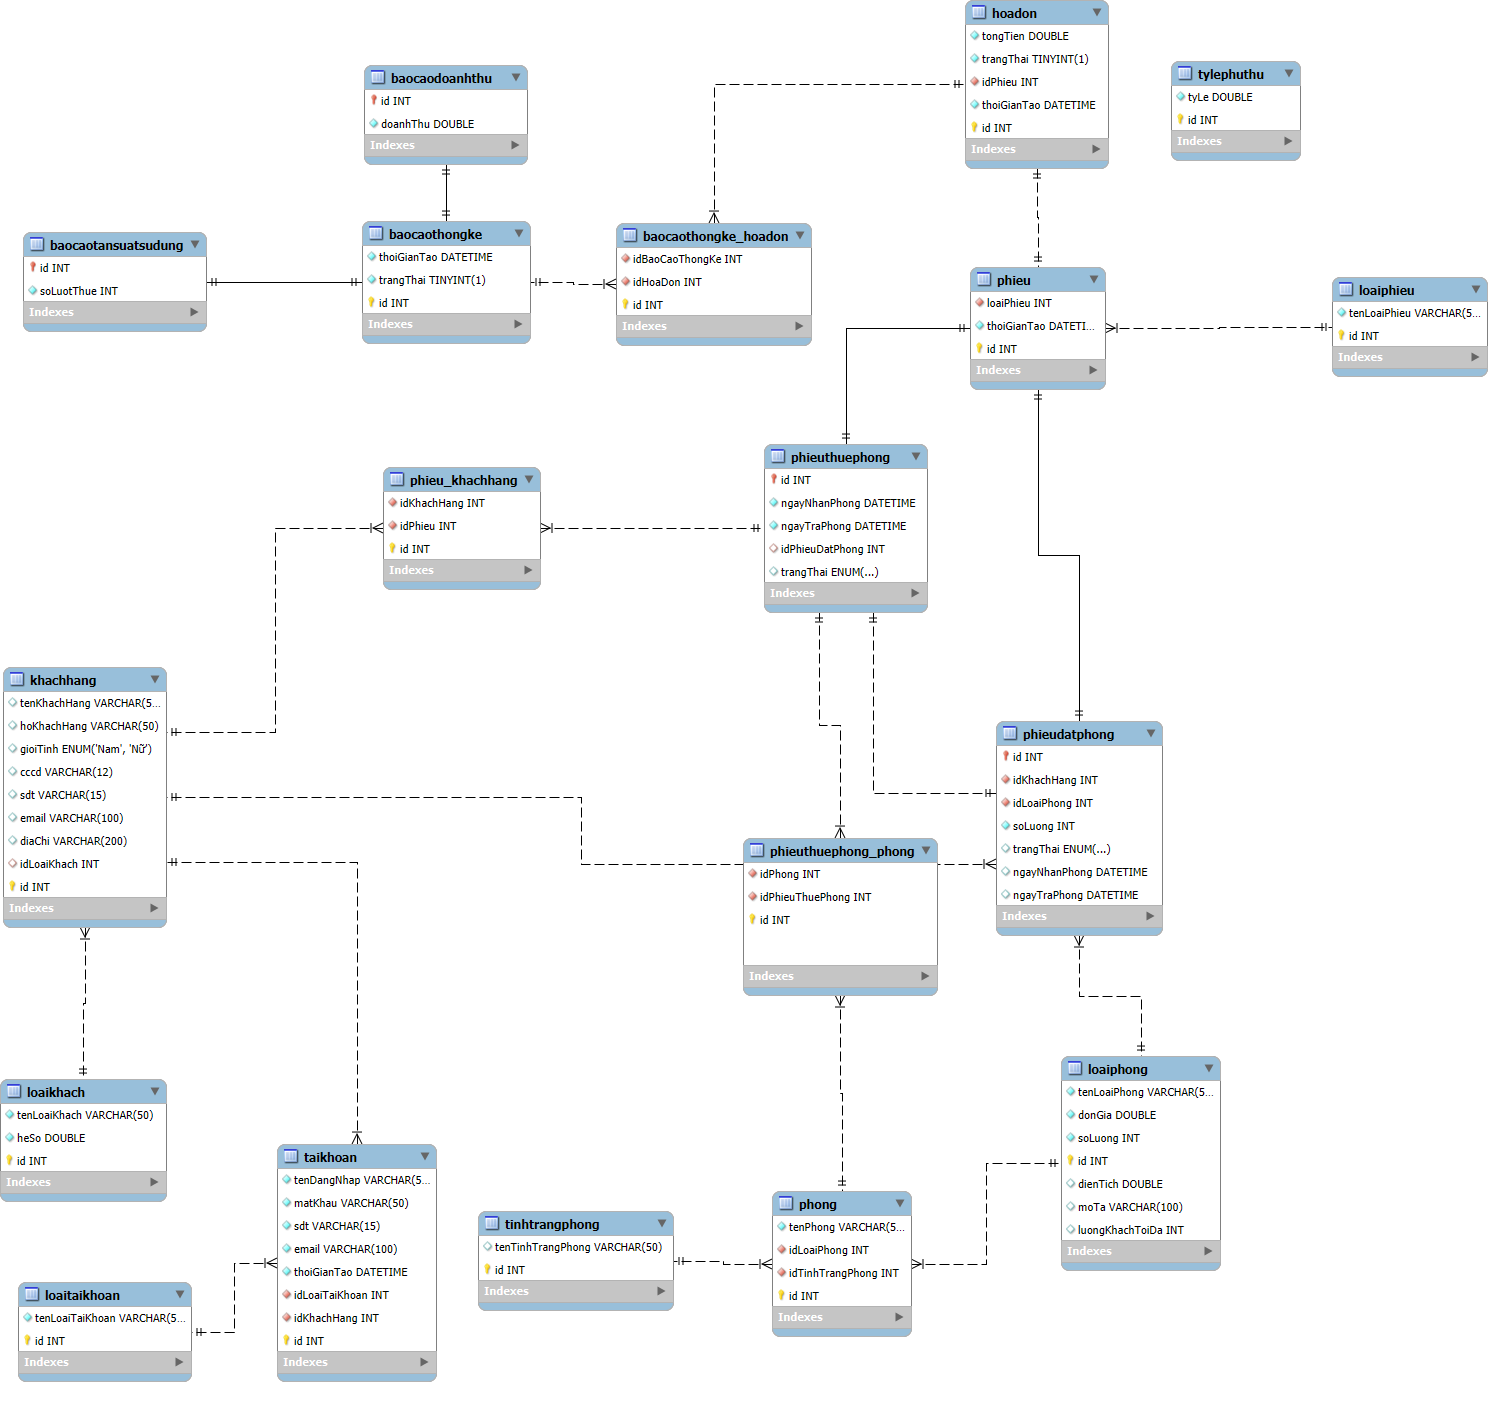 hoadon
tongTien DOUBLE
trangThai TINYINT(1)
idPhieu INT
thoiGianTao DATETIME
id INT
Indexes
tylephuthu
tyLe DOUBLE
id INT
Indexes
baocaodoanhthu
id INT
doanhThu DOUBLE
Indexes
baocaotansuatsudung
id INT
soLuotThue INT
Indexes
baocaothongke
thoiGianTao DATETIME
trangThai TINYINT(1)
id INT
Indexes
baocaothongke_hoadon
idBaoCaoThongKe INT
idHoaDon INT
id INT
Indexes
phieu
loaiPhieu INT
thoiGianTao DATETI...
id INT
Indexes
loaiphieu
tenLoaiPhieu VARCHAR(5...
id INT
Indexes
phieuthuephong
id INT
ngayNhanPhong DATETIME
ngayTraPhong DATETIME
idPhieuDatPhong INT
trangThai ENUM(...)
Indexes
phieu_khachhang
idKhachHang INT
idPhieu INT
id INT
Indexes
khachhang
tenKhachHang VARCHAR(5...
hoKhachHang VARCHAR(50)
gioiTinh ENUM('Nam', 'Nữ')
cccd VARCHAR(12)
sdt VARCHAR(15)
email VARCHAR(100)
diaChi VARCHAR(200)
idLoaiKhach INT
id INT
Indexes
phieudatphong
id INT
idKhachHang INT
idLoaiPhong INT
soLuong INT
trangThai ENUM(...)
ngayNhanPhong DATETIME
ngayTraPhong DATETIME
Indexes
phieuthuephong_phong
idPhong INT
idPhieuThuePhong INT
id INT
Indexes
loaikhach
tenLoaiKhach VARCHAR(50)
heSo DOUBLE
id INT
Indexes
loaiphong
tenLoaiPhong VARCHAR(5...
donGia DOUBLE
soLuong INT
id INT
dienTich DOUBLE
moTa VARCHAR(100)
luongKhachToiDa INT
Indexes
taikhoan
tenDangNhap VARCHAR(5...
matKhau VARCHAR(50)
sdt VARCHAR(15)
email VARCHAR(100)
thoiGianTao DATETIME
idLoaiTaiKhoan INT
idKhachHang INT
id INT
Indexes
tinhtrangphong
tenTinhTrangPhong VARCHAR(50)
id INT
Indexes
phong
tenPhong VARCHAR(5...
idLoaiPhong INT
idTinhTrangPhong INT
id INT
Indexes
loaitaikhoan
tenLoaiTaiKhoan VARCHAR(5...
id INT
Indexes